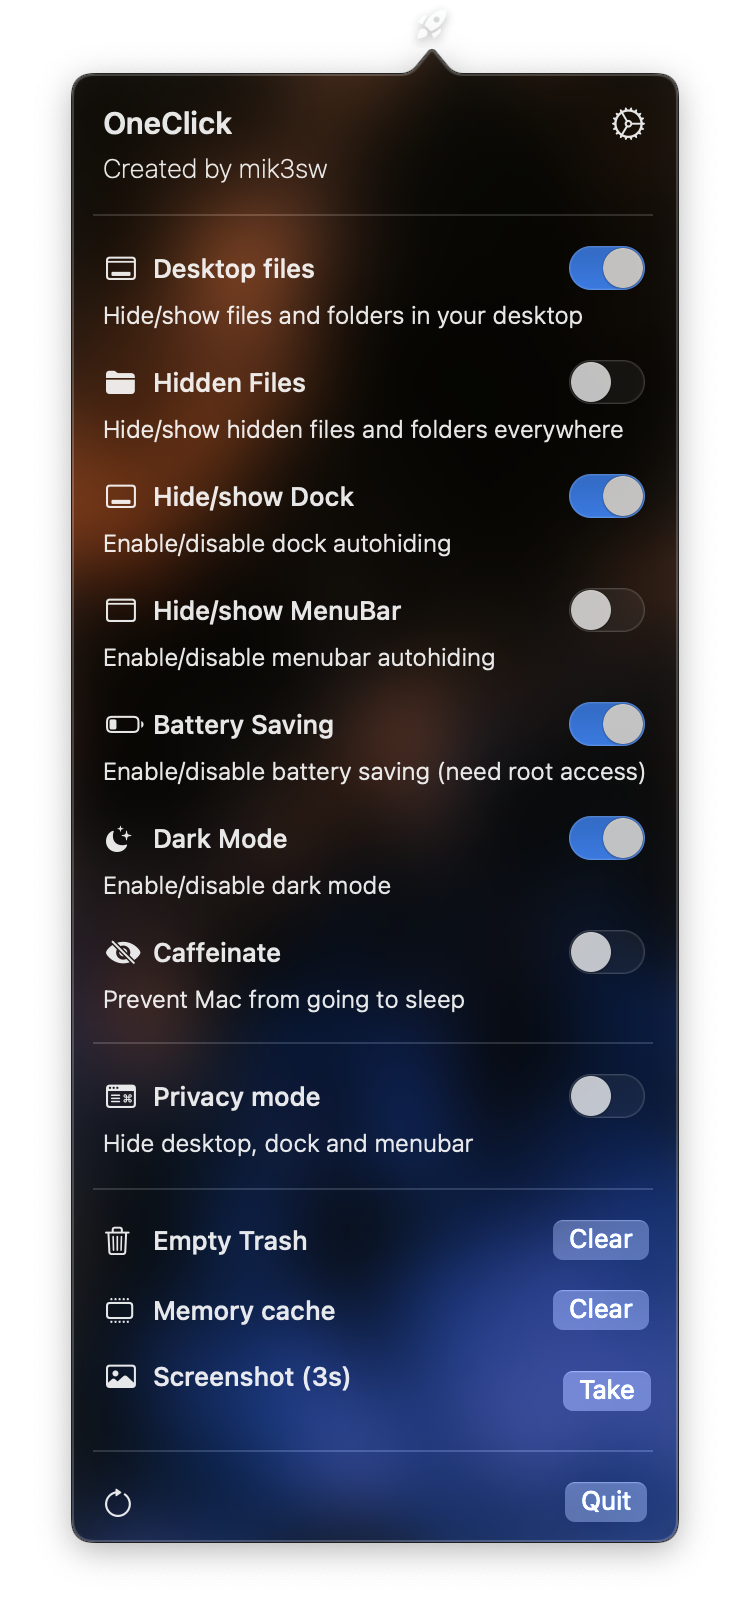 OneClick
Created by mik3sw
Desktop files
Hide/show files and folders in your desktop
Hidden Files
Hide/show hidden files and folders everywhere
Hide/show Dock
Enable/disable dock autohiding
Hide/show MenuBar
Enable/disable menubar autohiding
Battery Saving
Enable/disable battery saving (need root access)
Dark Mode
Enable/disable dark mode
Caffeinate
Prevent Mac from going to sleep
Privacy mode
Hide desktop, dock and menubar
Empty Trash Clear
Memory cache Clear
Screenshot (3s) Take
Quit